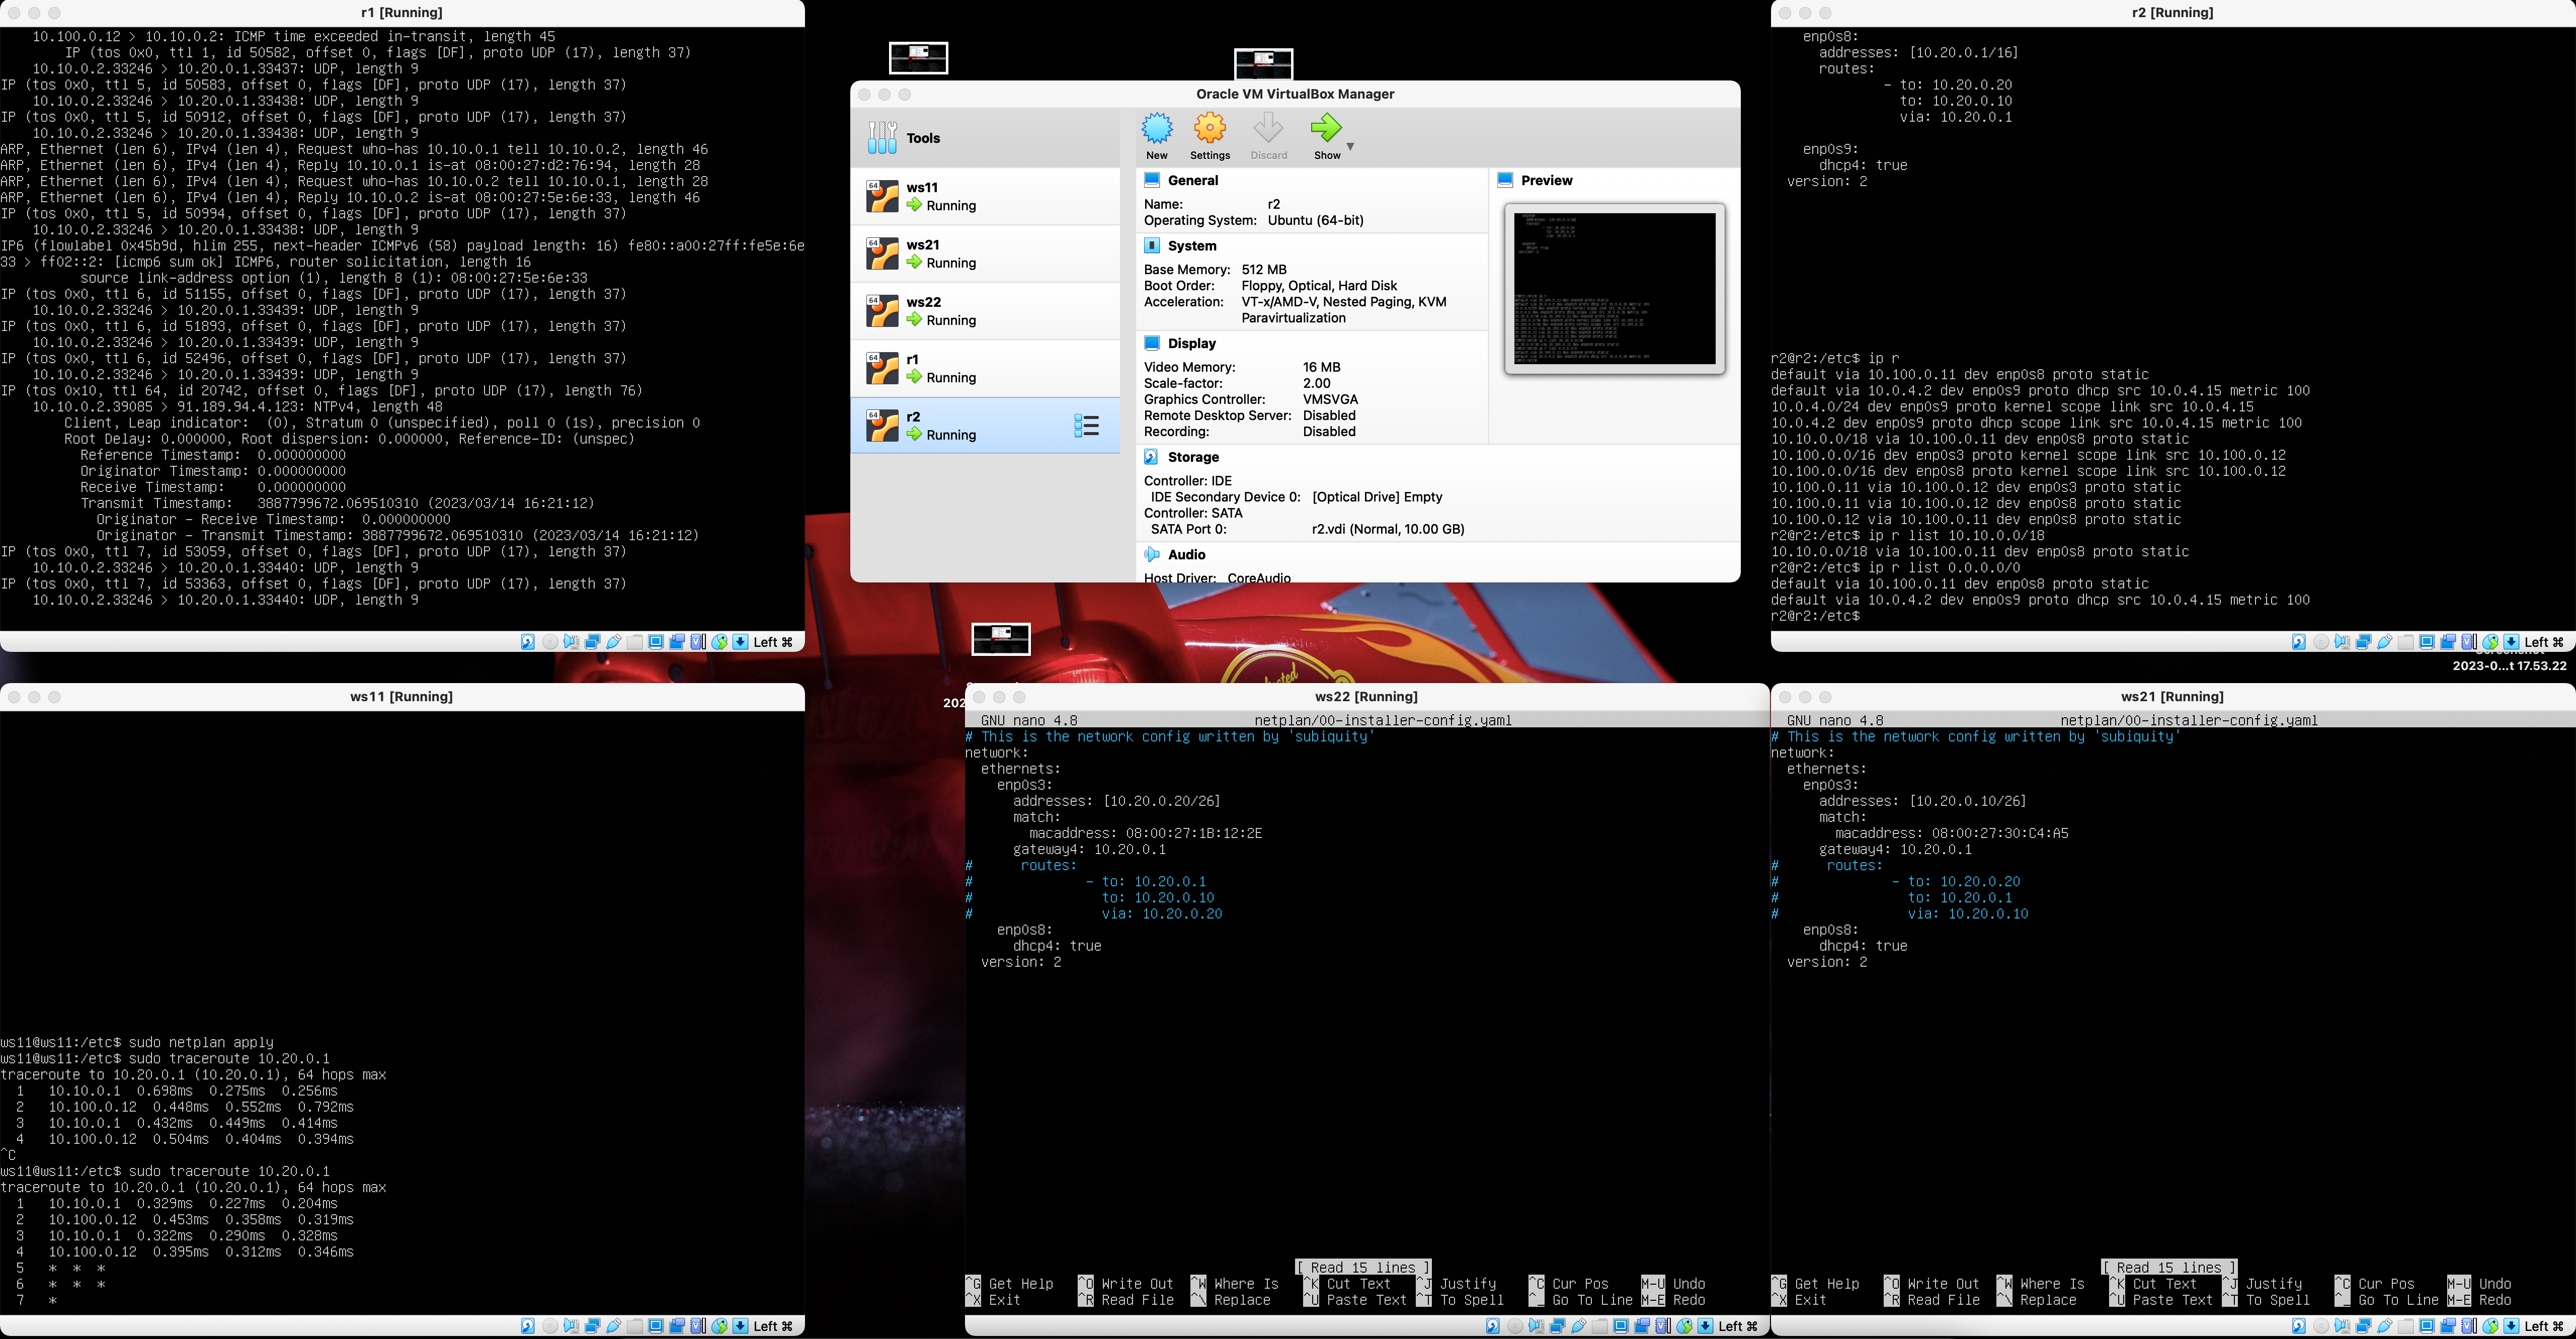 r1 [Running]
10.100.0.12 > 10.10.0.2: ICMP time exceeded in-transit, length 45
IP (tos 0x0, ttl 1, id 50582, offset 0, flags [DF], proto UDP (17), length 37)
10.10.0.2.33246 > 10.20.0.1.33437: UDP, length 9
IP (tos 0x0, ttl 5, id 50583, offset 0, flags [DF], proto UDP (17), length 37)
10.10.0.2.33246 > 10.20.0.1.33438: UDP, length 9
IP (tos 0x0, ttl 5, id 50912, offset 0, flags [DF], proto UDP (17), length 37)
10.10.0.2.33246 > 10.20.0.1.33438: UDP, length 9
ARP, Ethernet (len 6), IPv4 (len 4), Request who-has 10.10.0.1 tell 10.10.0.2, length 46
ARP, Ethernet (len 6), IPv4 (len 4), Reply 10.10.0.1 is-at 08:00:27:d2:76:94, length 28
ARP, Ethernet (len 6), IPv4 (len 4), Request who-has 10.10.0.2 tell 10.10.0.1, length 28
ARP, Ethernet (len 6), IPv4 (len 4), Reply 10.10.0.2 is-at 08:00:27:5e:6e:33, length 46
IP (tos 0x0, ttl 5, id 50994, offset 0, flags [DF], proto UDP (17), length 37)
10.10.0.2.33246 > 10.20.0.1.33438: UDP, length 9
IP6 (flowlabel 0x45b9d, hlim 255, next-header ICMPv6 (58) payload length: 16) fe80::a00:27ff:fe5e:6e
33 > ff02::2: [icmp6 sum ok] ICMP6, router solicitation, length 16
source link-address option (1), length 8 (1): 08:00:27:5e:6e:33
IP (tos 0x0, ttl 6, id 51155, offset 0, flags [DF], proto UDP (17), length 37)
10.10.0.2.33246 > 10.20.0.1.33439: UDP, length 9
IP (tos 0x0, ttl 6, id 51893, offset 0, flags [DF], proto UDP (17), length 37)
10.10.0.2.33246 > 10.20.0.1.33439: UDP, length 9
IP (tos 0x0, ttl 6, id 52496, offset 0, flags [DF], proto UDP (17), length 37)
10.10.0.2.33246 > 10.20.0.1.33439: UDP, length 9
IP (tos 0x10, ttl 64, id 20742, offset 0, flags [DF], proto UDP (17), length 76)
10.10.0.2.39085 > 91.189.94.4.123: NTPv4, length 48
Client, Leap indicator:  (0), Stratum 0 (unspecified), poll 0 (1s), precision 0
Root Delay: 0.000000, Root dispersion: 0.000000, Reference-ID: (unspec)
Reference Timestamp:  0.000000000
Originator Timestamp: 0.000000000
Receive Timestamp:    0.000000000
Transmit Timestamp:   3887799672.069510310 (2023/03/14 16:21:12)
Originator - Receive Timestamp:  0.000000000
Originator - Transmit Timestamp: 3887799672.069510310 (2023/03/14 16:21:12)
IP (tos 0x0, ttl 7, id 53059, offset 0, flags [DF], proto UDP (17), length 37)
10.10.0.2.33246 > 10.20.0.1.33440: UDP, length 9
IP (tos 0x0, ttl 7, id 53363, offset 0, flags [DF], proto UDP (17), length 37)
10.10.0.2.33246 > 10.20.0.1.33440: UDP, length 9
Left ⌘
Oracle VM VirtualBox Manager
Tools
New Settings Discard Show
64 ws11
Running
64 ws21
Running
64 ws22
Running
64 r1
Running
64 r2
Running
General
Name: r2
Operating System: Ubuntu (64-bit)
System
Base Memory: 512 MB
Boot Order: Floppy, Optical, Hard Disk
Acceleration: VT-x/AMD-V, Nested Paging, KVM
Paravirtualization
Display
Video Memory: 16 MB
Scale-factor: 2.00
Graphics Controller: VMSVGA
Remote Desktop Server: Disabled
Recording: Disabled
Storage
Controller: IDE
IDE Secondary Device 0: [Optical Drive] Empty
Controller: SATA
SATA Port 0: r2.vdi (Normal, 10.00 GB)
Audio
Host Driver: CoreAudio
Preview
r2 [Running]
enp0s8:
addresses: [10.20.0.1/16]
routes:
- to: 10.20.0.20
to: 10.20.0.10
via: 10.20.0.1
enp0s9:
dhcp4: true
version: 2
r2@r2:/etc$ ip r
default via 10.100.0.11 dev enp0s8 proto static
default via 10.0.4.2 dev enp0s9 proto dhcp src 10.0.4.15 metric 100
10.0.4.0/24 dev enp0s9 proto kernel scope link src 10.0.4.15
10.0.4.2 dev enp0s9 proto dhcp scope link src 10.0.4.15 metric 100
10.10.0.0/18 via 10.100.0.11 dev enp0s8 proto static
10.100.0.0/16 dev enp0s3 proto kernel scope link src 10.100.0.12
10.100.0.0/16 dev enp0s8 proto kernel scope link src 10.100.0.12
10.100.0.11 via 10.100.0.12 dev enp0s3 proto static
10.100.0.11 via 10.100.0.12 dev enp0s8 proto static
10.100.0.12 via 10.100.0.11 dev enp0s8 proto static
r2@r2:/etc$ ip r list 10.10.0.0/18
10.10.0.0/18 via 10.100.0.11 dev enp0s8 proto static
r2@r2:/etc$ ip r list 0.0.0.0/0
default via 10.100.0.11 dev enp0s8 proto static
default via 10.0.4.2 dev enp0s9 proto dhcp src 10.0.4.15 metric 100
r2@r2:/etc$
Left ⌘
2023-0...t 17.53.22
202
ws11 [Running]
ws11@ws11:/etc$ sudo netplan apply
ws11@ws11:/etc$ sudo traceroute 10.20.0.1
traceroute to 10.20.0.1 (10.20.0.1), 64 hops max
1   10.10.0.1  0.698ms  0.275ms  0.256ms
2   10.100.0.12  0.448ms  0.552ms  0.792ms
3   10.10.0.1  0.432ms  0.449ms  0.414ms
4   10.100.0.12  0.504ms  0.404ms  0.394ms
^C
ws11@ws11:/etc$ sudo traceroute 10.20.0.1
traceroute to 10.20.0.1 (10.20.0.1), 64 hops max
1   10.10.0.1  0.329ms  0.227ms  0.204ms
2   10.100.0.12  0.453ms  0.358ms  0.319ms
3   10.10.0.1  0.322ms  0.290ms  0.328ms
4   10.100.0.12  0.395ms  0.312ms  0.346ms
5   *  *  *
6   *  *  *
7   *
Left ⌘
ws22 [Running]
GNU nano 4.8 netplan/00-installer-config.yaml
# This is the network config written by 'subiquity'
network:
ethernets:
enp0s3:
addresses: [10.20.0.20/26]
match:
macaddress: 08:00:27:1B:12:2E
gateway4: 10.20.0.1
# routes:
# - to: 10.20.0.1
# to: 10.20.0.10
# via: 10.20.0.20
enp0s8:
dhcp4: true
version: 2
[ Read 15 lines ]
^G Get Help ^O Write Out ^W Where Is ^K Cut Text ^J Justify ^C Cur Pos M-U Undo
^X Exit ^R Read File ^\ Replace ^U Paste Text ^T To Spell ^_ Go To Line M-E Redo
Left ⌘
ws21 [Running]
GNU nano 4.8 netplan/00-installer-config.yaml
# This is the network config written by 'subiquity'
network:
ethernets:
enp0s3:
addresses: [10.20.0.10/26]
match:
macaddress: 08:00:27:30:C4:A5
gateway4: 10.20.0.1
# routes:
# - to: 10.20.0.20
# to: 10.20.0.1
# via: 10.20.0.10
enp0s8:
dhcp4: true
version: 2
[ Read 15 lines ]
^G Get Help ^O Write Out ^W Where Is ^K Cut Text ^J Justify ^C Cur Pos M-U Undo
^X Exit ^R Read File ^\ Replace ^U Paste Text ^T To Spell ^_ Go To Line M-E Redo
Left ⌘